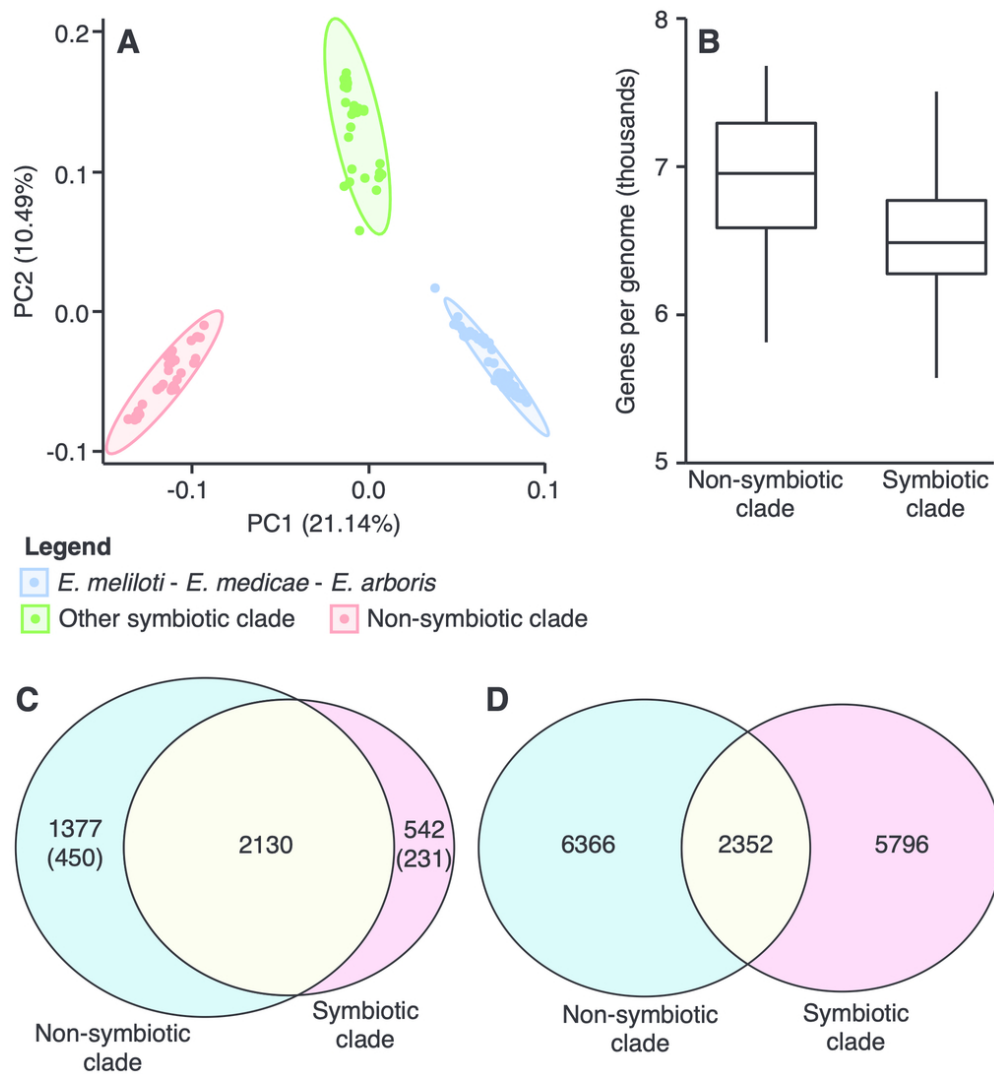 A
0.2
0.1
0.0
-0.1
PC2 (10.49%)
-0.1
0.0
0.1
PC1 (21.14%)
B
8
7
6
5
Genes per genome (thousands)
Non-symbiotic
clade
Symbiotic
clade
Legend
E. meliloti - E. medicae - E. arboris
Other symbiotic clade
Non-symbiotic clade
C
1377
(450)
2130
542
(231)
Non-symbiotic
clade
Symbiotic
clade
D
6366
2352
5796
Non-symbiotic
clade
Symbiotic
clade